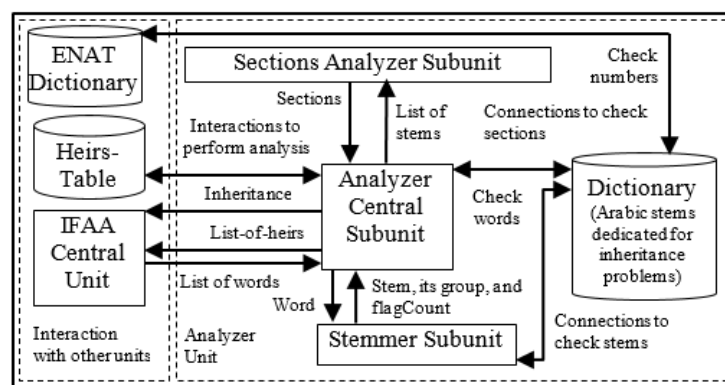 ENAT
Dictionary
Sections Analyzer Subunit
Check
numbers
Sections
List of
stems
Connections to check
sections
Heirs-
Table
Interactions to
perform analysis
Analyzer
Central
Subunit
Check
words
Dictionary
(Arabic stems
dedicated for
inheritance
problems)
Inheritance
IFAA
Central
Unit
List-of-heirs
List of words
Word
Stem, its group, and
flagCount
Connections to
check stems
Stemmer Subunit
Interaction
with other units
Analyzer
Unit